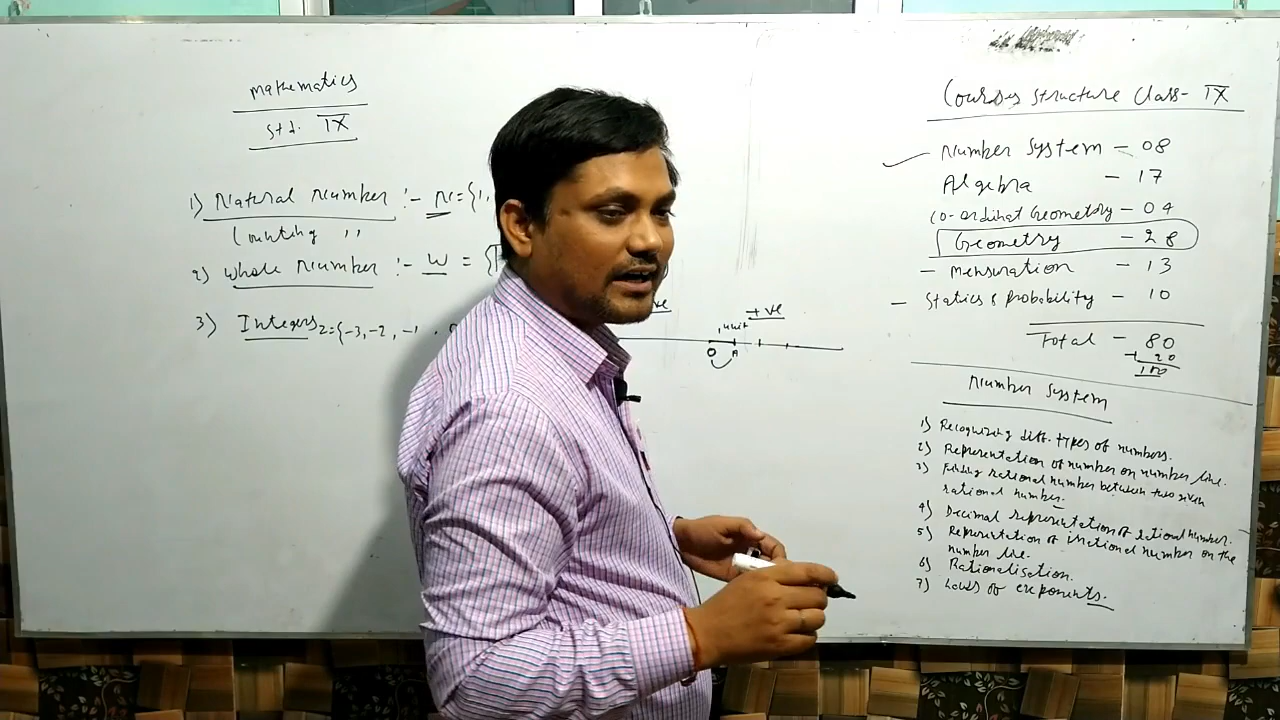 mathematics
std. IX
1) Natural Number :- N = {1,
Counting ,,
2) Whole Number :- W = {
3) Integers Z = {-3, -2, -1, 0
ve
+ve
unit
O A
Courses structure Class- IX
Number System - 08
Algebra - 17
Co-ordinat Geometory - 04
Geometry - 28
- Mensuration - 13
- Statics & Probability - 10
Total - 80
+ 20
100
Number System
1) Recognizing diff. types of numbers.
2) Representation of number on number line.
3) Finding rational number between two given
rational number.
4) Decimal representation of rational number.
5) Representation of irrational number on the
number line.
6) Rationalisation.
7) Laws of exponents.